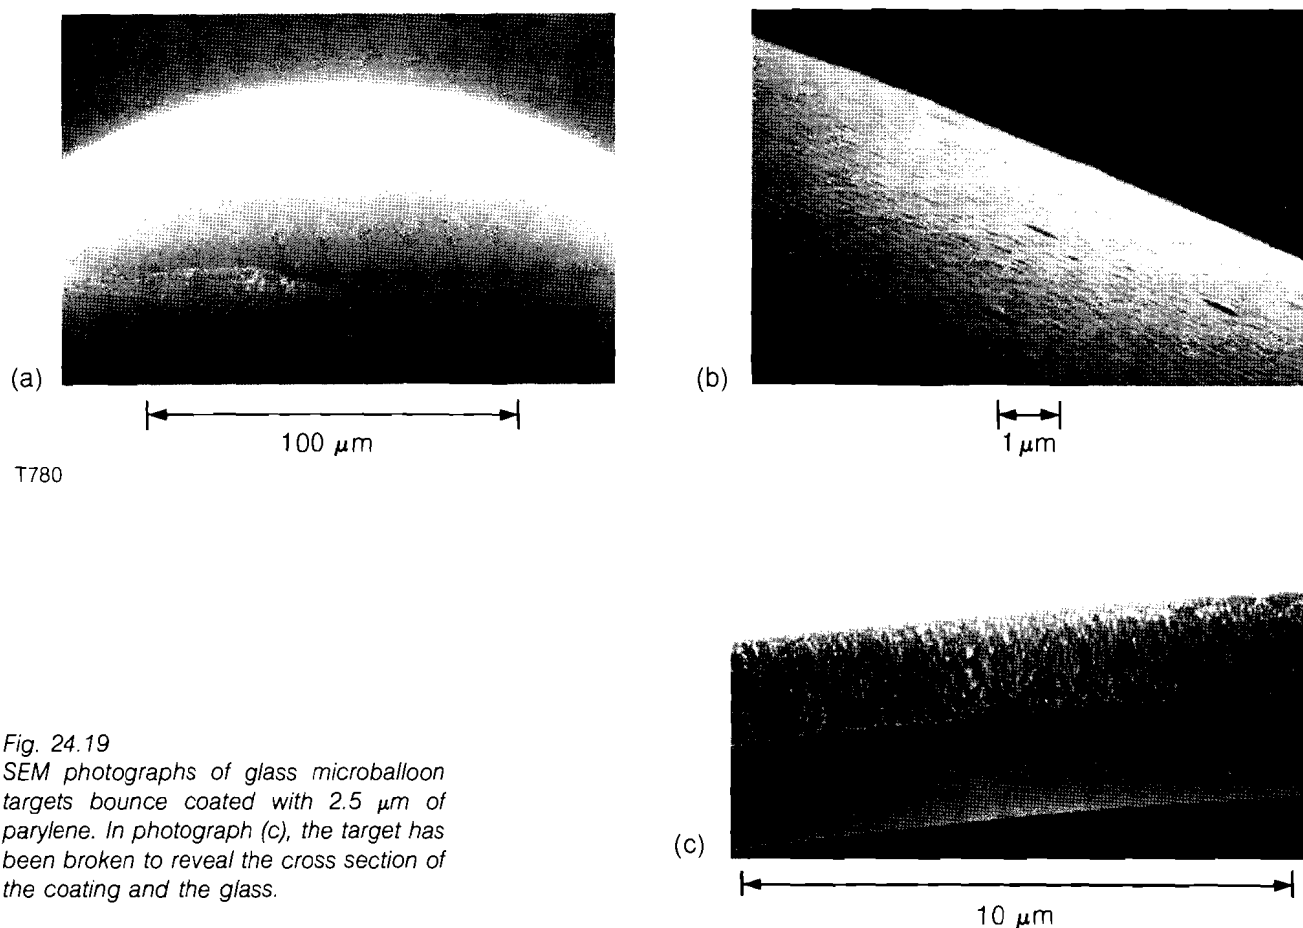 (a)
(b)
100 μm
1 μm
T780
Fig. 24.19
SEM photographs of glass microballoon
targets bounce coated with 2.5 μm of
parylene. In photograph (c), the target has
been broken to reveal the cross section of
the coating and the glass.
(c)
10 μm